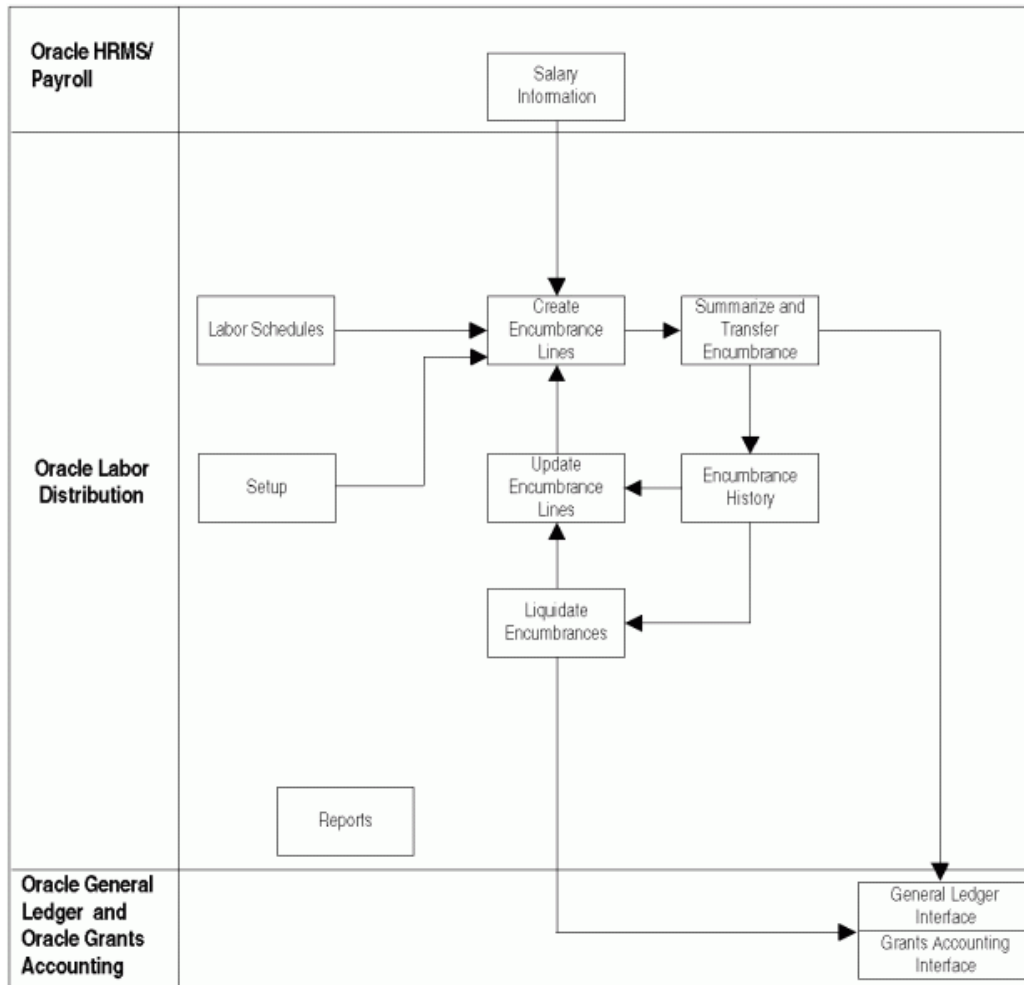 Oracle HRMS/
Payroll
Salary
Information
Labor Schedules
Create
Encumbrance
Lines
Summarize and
Transfer
Encumbrance
Oracle Labor
Distribution
Setup
Update
Encumbrance
Lines
Encumbrance
History
Liquidate
Encumbrances
Reports
Oracle General
Ledger and
Oracle Grants
Accounting
General Ledger
Interface
Grants Accounting
Interface